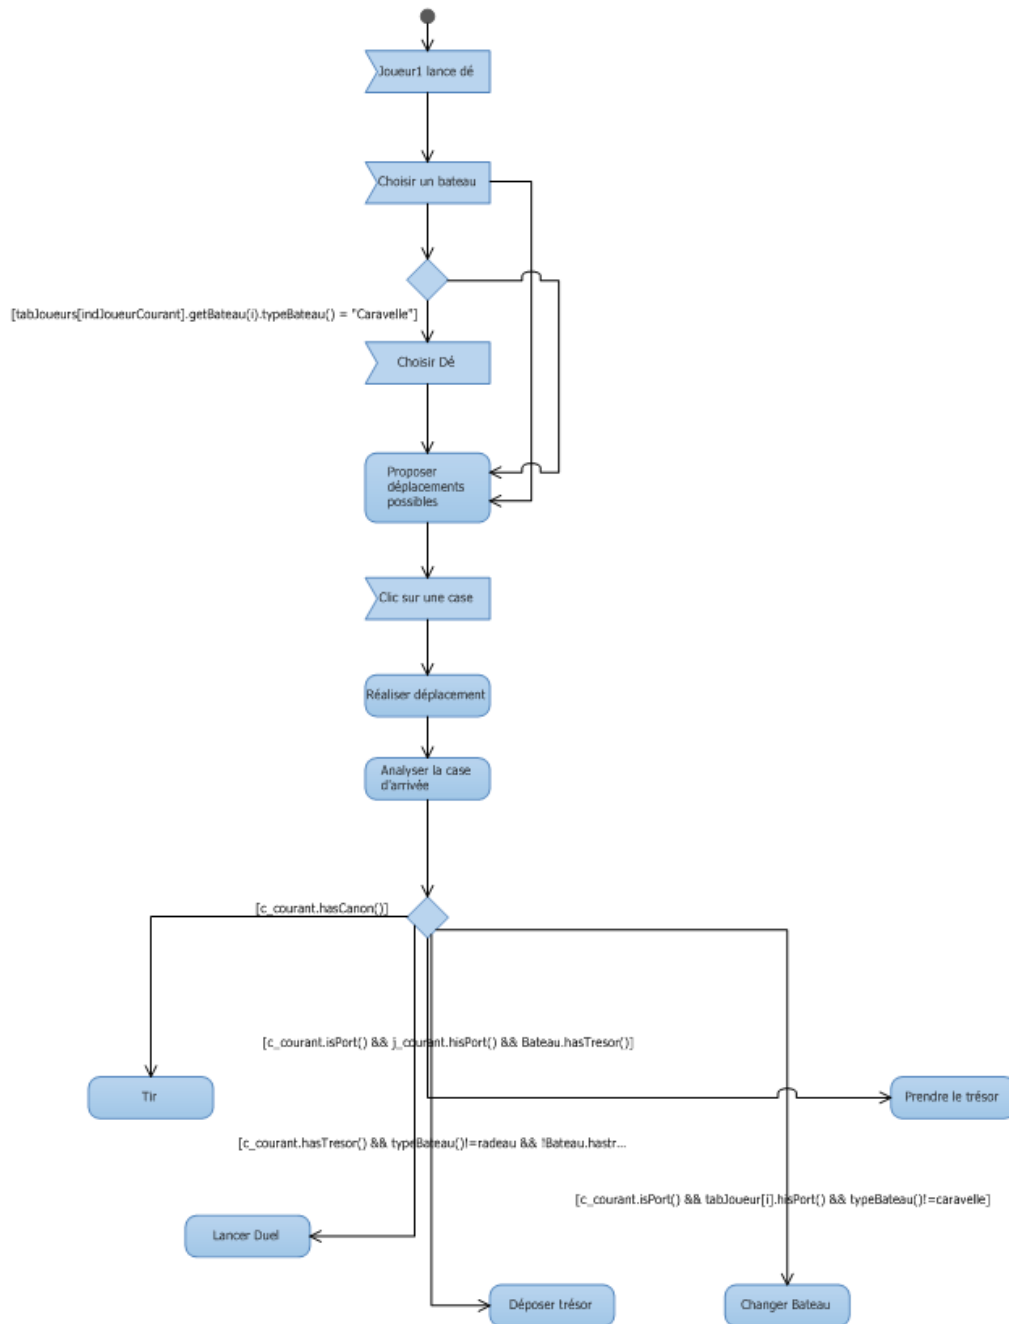 Joueur1 lance dé
Choisir un bateau
[tabJoueurs[indJoueurCourant].getBateau(i).typeBateau() = "Caravelle"]
Choisir Dé
Proposer
déplacements
possibles
Clic sur une case
Réaliser déplacement
Analyser la case
d'arrivée
[c_courant.hasCanon()]
[c_courant.isPort() && j_courant.hisPort() && Bateau.hasTresor()]
Tir
Prendre le trésor
[c_courant.hasTresor() && typeBateau()!=radeau && !Bateau.hastr...
[c_courant.isPort() && tabJoueur[i].hisPort() && typeBateau()!=caravelle]
Lancer Duel
Déposer trésor
Changer Bateau